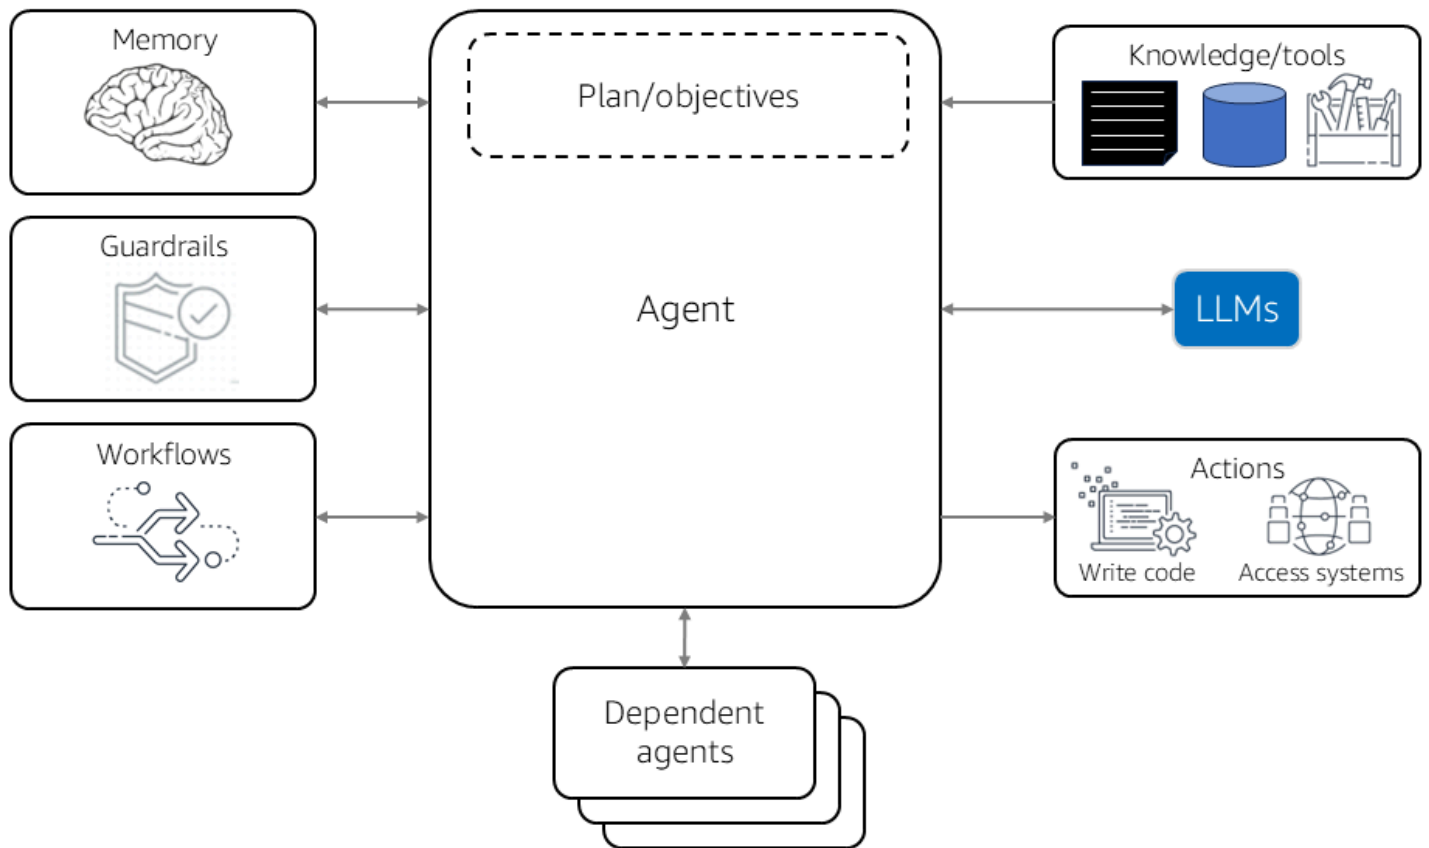 Memory
Plan/objectives
Knowledge/tools
Guardrails
Agent
LLMs
Workflows
Actions
Write code
Access systems
Dependent
agents